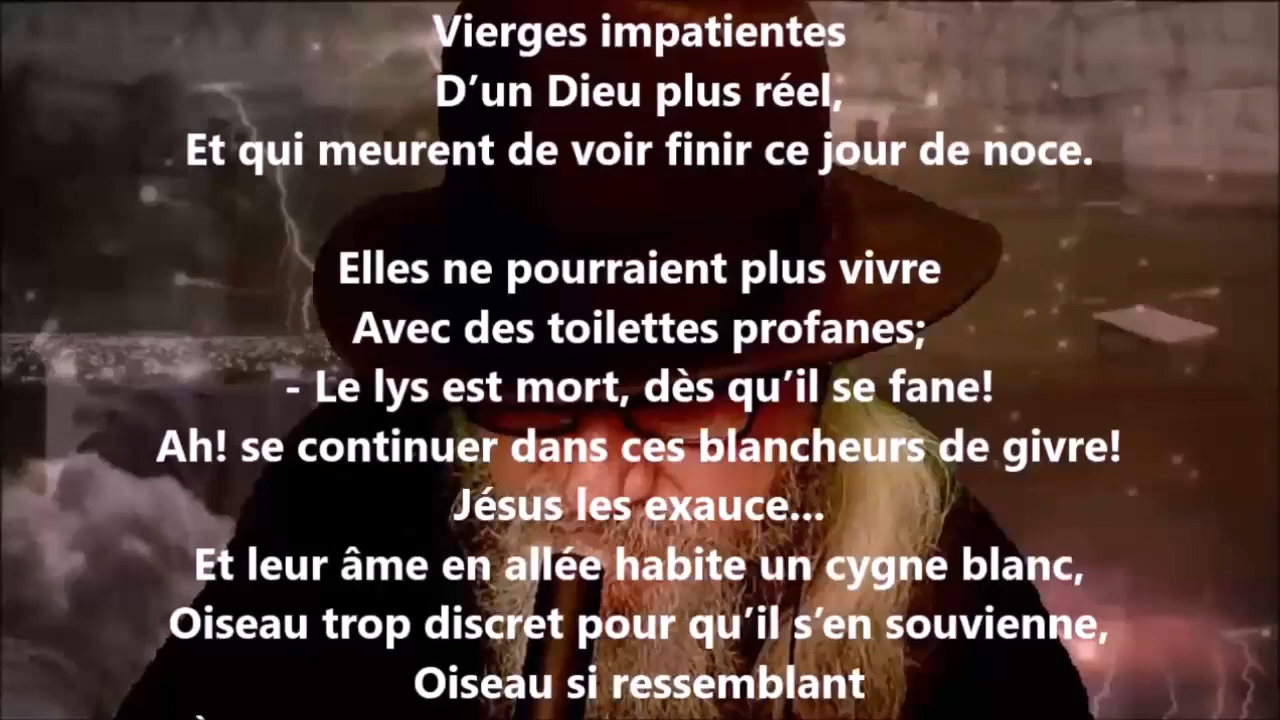 Vierges impatientes
D’un Dieu plus réel,
Et qui meurent de voir finir ce jour de noce.
Elles ne pourraient plus vivre
Avec des toilettes profanes;
- Le lys est mort, dès qu’il se fane!
Ah! se continuer dans ces blancheurs de givre!
Jésus les exauce...
Et leur âme en allée habite un cygne blanc,
Oiseau trop discret pour qu’il s’en souvienne,
Oiseau si ressemblant